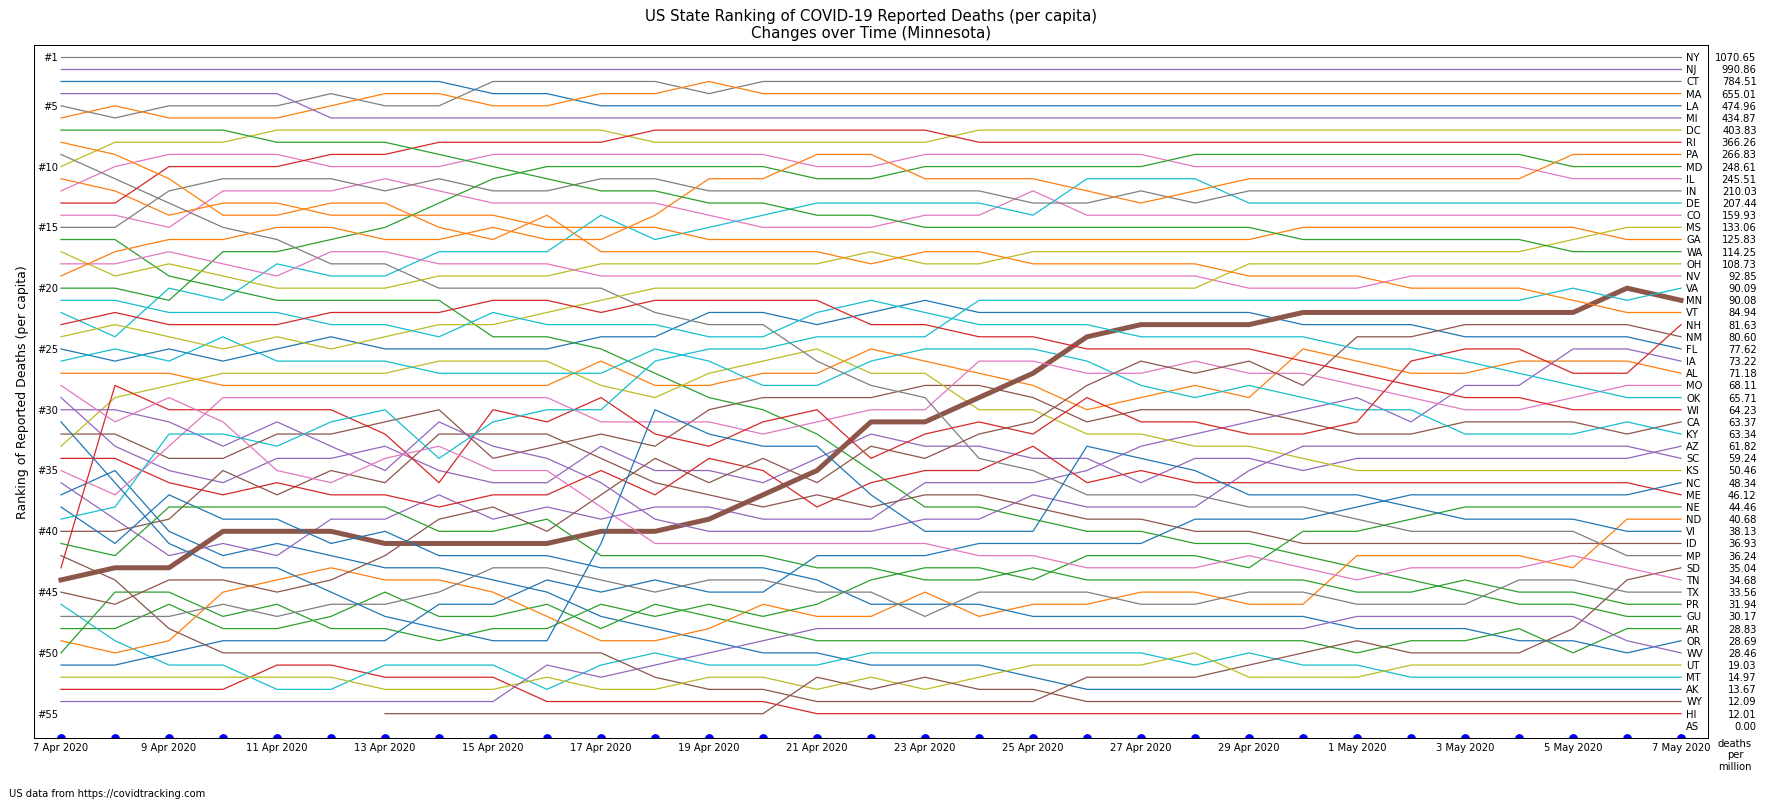 US State Ranking of COVID-19 Reported Deaths (per capita)
Changes over Time (Minnesota)
Ranking of Reported Deaths (per capita)
#1
#5
#10
#15
#20
#25
#30
#35
#40
#45
#50
#55
NY 1070.65
NJ 990.86
CT 784.51
MA 655.01
LA 474.96
MI 434.87
DC 403.83
RI 366.26
PA 266.83
MD 248.61
IL 245.51
IN 210.03
DE 207.44
CO 159.93
MS 133.06
GA 125.83
WA 114.25
OH 108.73
NV 92.85
VA 90.09
MN 90.08
VT 84.94
NH 81.63
NM 80.60
FL 77.62
IA 73.22
AL 71.18
MO 68.11
OK 65.71
WI 64.23
CA 63.37
KY 63.34
AZ 61.82
SC 59.24
KS 50.46
NC 48.34
ME 46.12
NE 44.46
ND 40.68
VI 38.13
ID 36.93
MP 36.24
SD 35.04
TN 34.68
TX 33.56
PR 31.94
GU 30.17
AR 28.83
OR 28.69
WV 28.46
UT 19.03
MT 14.97
AK 13.67
WY 12.09
HI 12.01
AS 0.00
7 Apr 2020 9 Apr 2020 11 Apr 2020 13 Apr 2020 15 Apr 2020 17 Apr 2020 19 Apr 2020 21 Apr 2020 23 Apr 2020 25 Apr 2020 27 Apr 2020 29 Apr 2020 1 May 2020 3 May 2020 5 May 2020 7 May 2020
deaths
per
million
US data from https://covidtracking.com